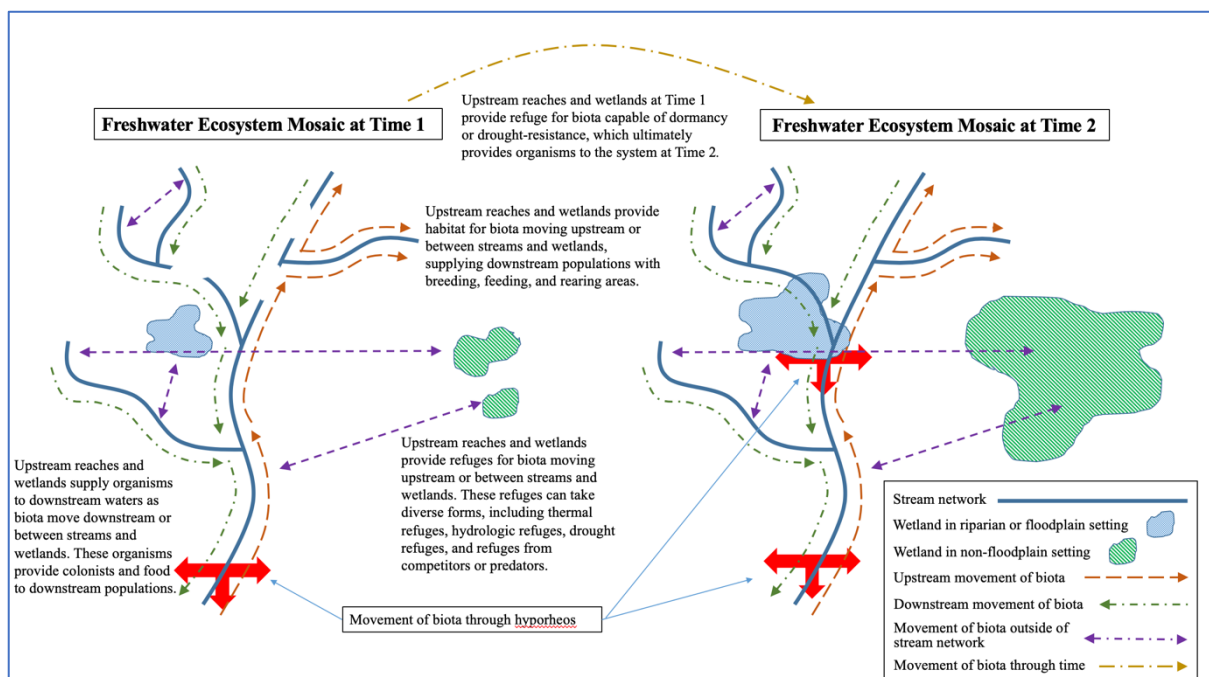 Freshwater Ecosystem Mosaic at Time 1
Upstream reaches and wetlands at Time 1
provide refuge for biota capable of dormancy
or drought-resistance, which ultimately
provides organisms to the system at Time 2.
Freshwater Ecosystem Mosaic at Time 2
Upstream reaches and wetlands provide
habitat for biota moving upstream or
between streams and wetlands,
supplying downstream populations with
breeding, feeding, and rearing areas.
Upstream reaches and
wetlands supply organisms
to downstream waters as
biota move downstream or
between streams and
wetlands. These organisms
provide colonists and food
to downstream populations.
Upstream reaches and wetlands
provide refuges for biota moving
upstream or between streams and
wetlands. These refuges can take
diverse forms, including thermal
refuges, hydrologic refuges, drought
refuges, and refuges from
competitors or predators.
Movement of biota through hyporheos
Stream network
Wetland in riparian or floodplain setting
Wetland in non-floodplain setting
Upstream movement of biota
Downstream movement of biota
Movement of biota outside of
stream network
Movement of biota through time